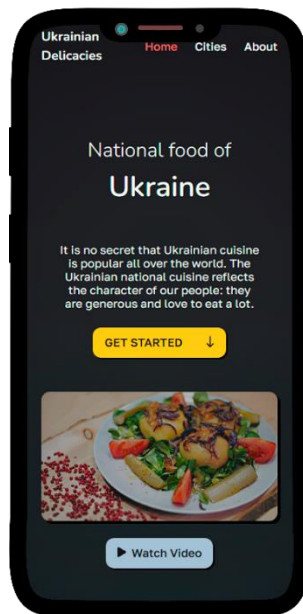 Ukrainian
Delicacies
Home Cities About
National food of
Ukraine
It is no secret that Ukrainian cuisine
is popular all over the world. The
Ukrainian national cuisine reflects
the character of our people: they
are generous and love to eat a lot.
GET STARTED
Watch Video